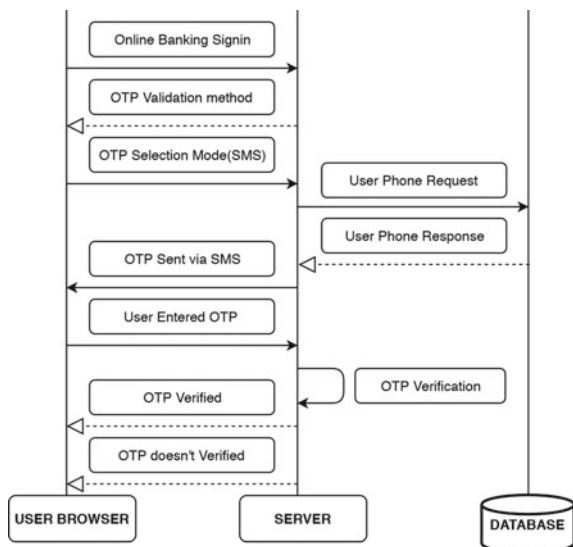 Online Banking Signin
OTP Validation method
OTP Selection Mode(SMS)
User Phone Request
User Phone Response
OTP Sent via SMS
User Entered OTP
OTP Verification
OTP Verified
OTP doesn't Verified
USER BROWSER
SERVER
DATABASE